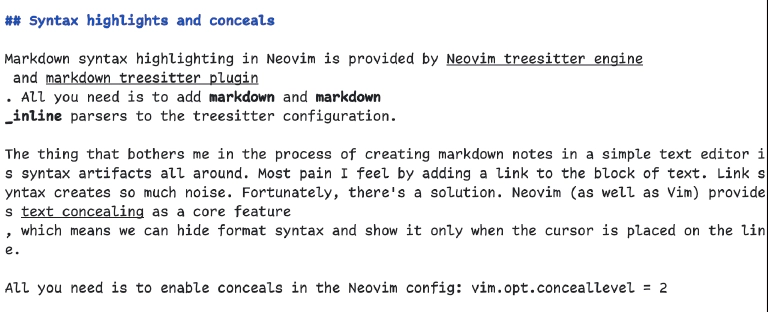 ## Syntax highlights and conceals
Markdown syntax highlighting in Neovim is provided by Neovim treesitter engine
 and markdown treesitter plugin
. All you need is to add markdown and markdown
_inline parsers to the treesitter configuration.
The thing that bothers me in the process of creating markdown notes in a simple text editor i
s syntax artifacts all around. Most pain I feel by adding a link to the block of text. Link s
yntax creates so much noise. Fortunately, there's a solution. Neovim (as well as Vim) provide
s text concealing as a core feature
, which means we can hide format syntax and show it only when the cursor is placed on the lin
e.
All you need is to enable conceals in the Neovim config: vim.opt.conceallevel = 2